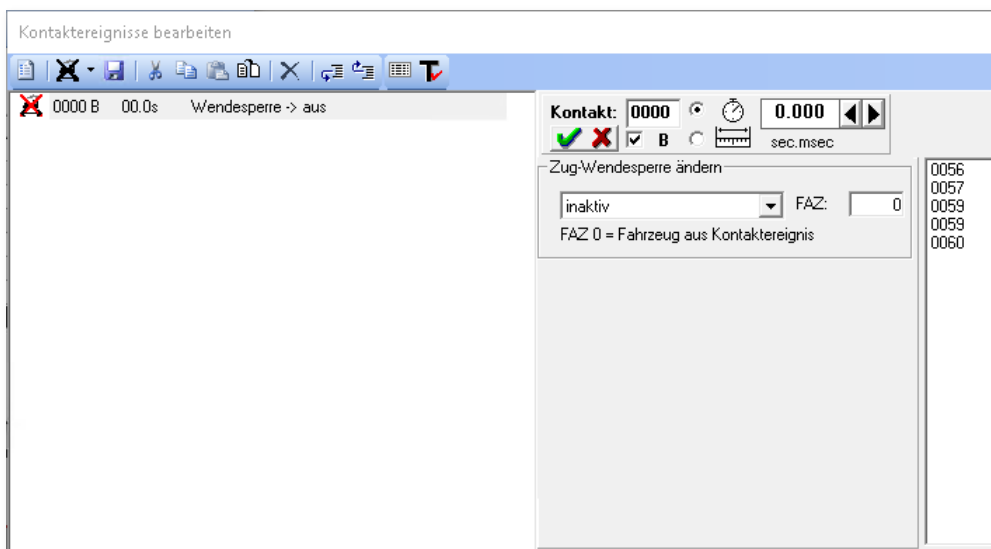 Kontaktereignisse bearbeiten
0000 B 00.0s Wendesperre -> aus
Kontakt: 0000 0.000
B sec.msec
Zug-Wendesperre ändern
inaktiv FAZ: 0
FAZ 0 = Fahrzeug aus Kontaktereignis
0056
0057
0059
0059
0060